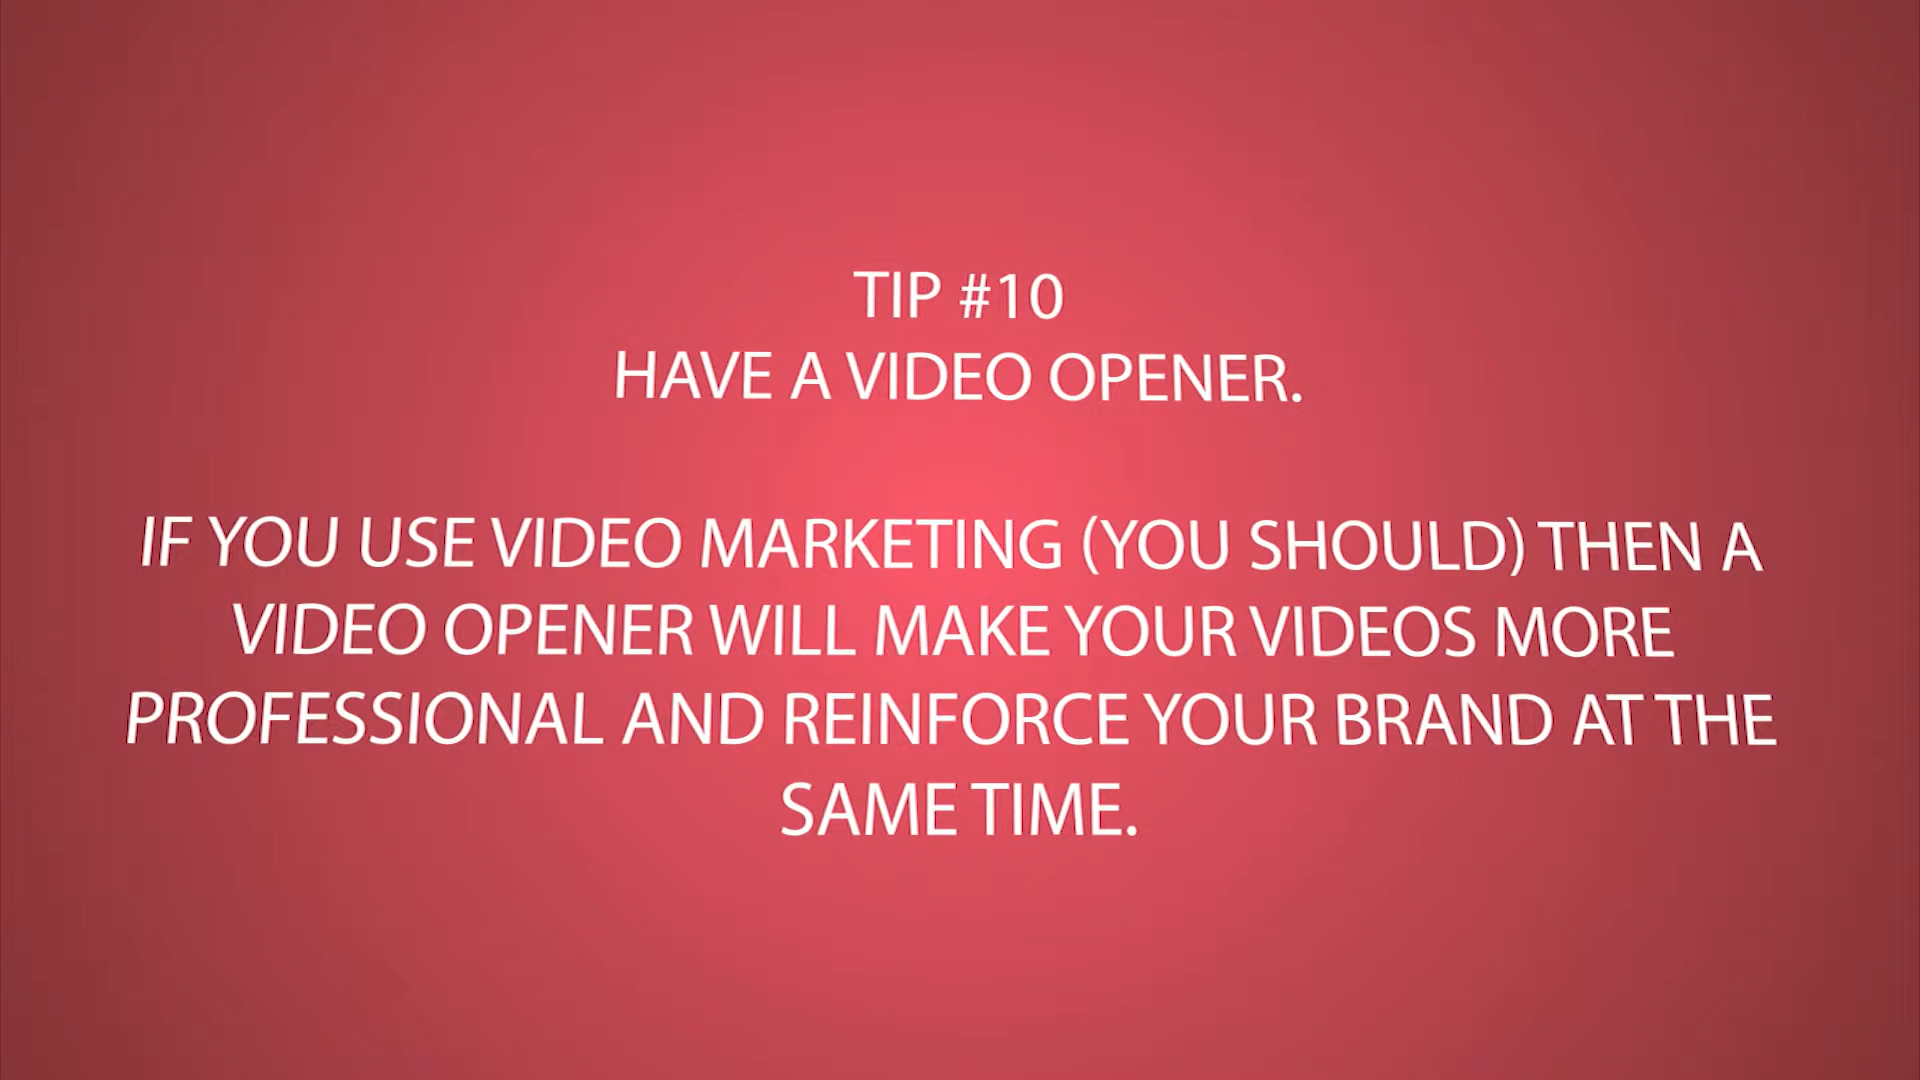 TIP #10
HAVE A VIDEO OPENER.
IF YOU USE VIDEO MARKETING (YOU SHOULD) THEN A
VIDEO OPENER WILL MAKE YOUR VIDEOS MORE
PROFESSIONAL AND REINFORCE YOUR BRAND AT THE
SAME TIME.